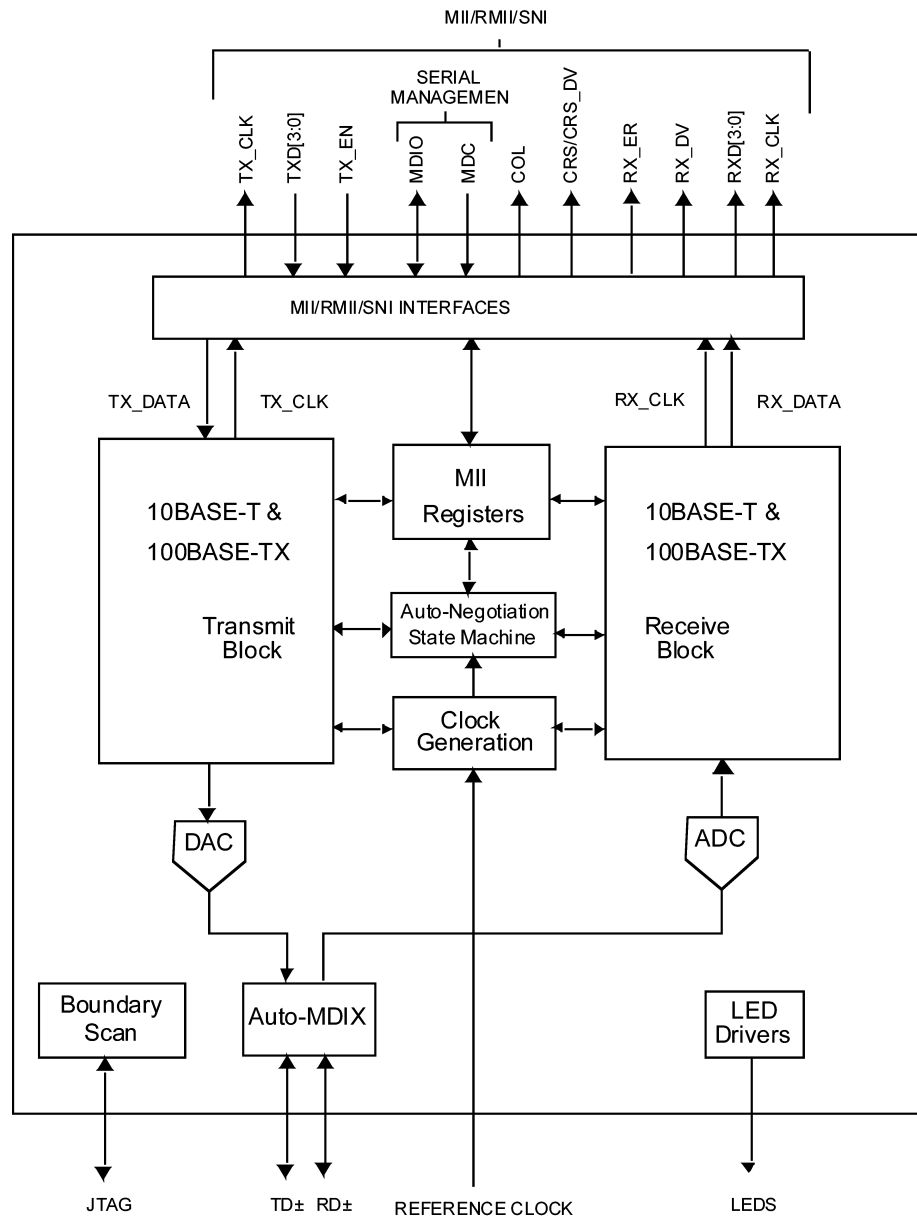 MII/RMII/SNI
SERIAL
MANAGEMEN
TX_CLK
TXD[3:0]
TX_EN
MDIO
MDC
COL
CRS/CRS_DV
RX_ER
RX_DV
RXD[3:0]
RX_CLK
MII/RMII/SNI INTERFACES
TX_DATA
TX_CLK
RX_CLK
RX_DATA
10BASE-T &
100BASE-TX
Transmit
Block
MII
Registers
Auto-Negotiation
State Machine
Clock
Generation
10BASE-T &
100BASE-TX
Receive
Block
DAC
ADC
Boundary
Scan
Auto-MDIX
LED
Drivers
JTAG
TD±
RD±
REFERENCE CLOCK
LEDS